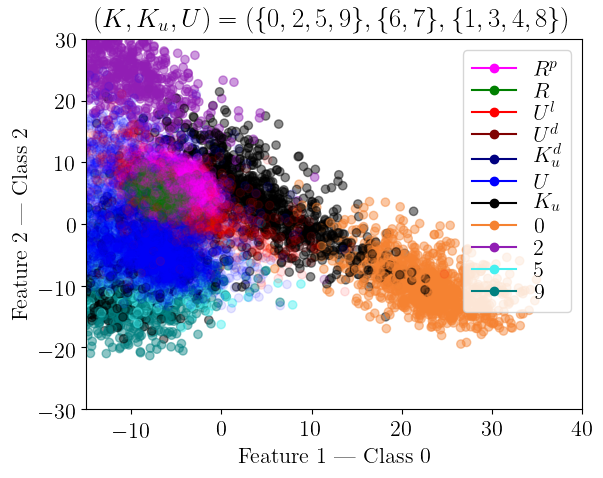 (K, K_u, U) = ({0, 2, 5, 9}, {6, 7}, {1, 3, 4, 8})
30
20
10
0
−10
−20
−30
Feature 2 — Class 2
−10
0
10
20
30
40
Feature 1 — Class 0
R^p
R
U^l
U^d
K_u^d
U
K_u
0
2
5
9